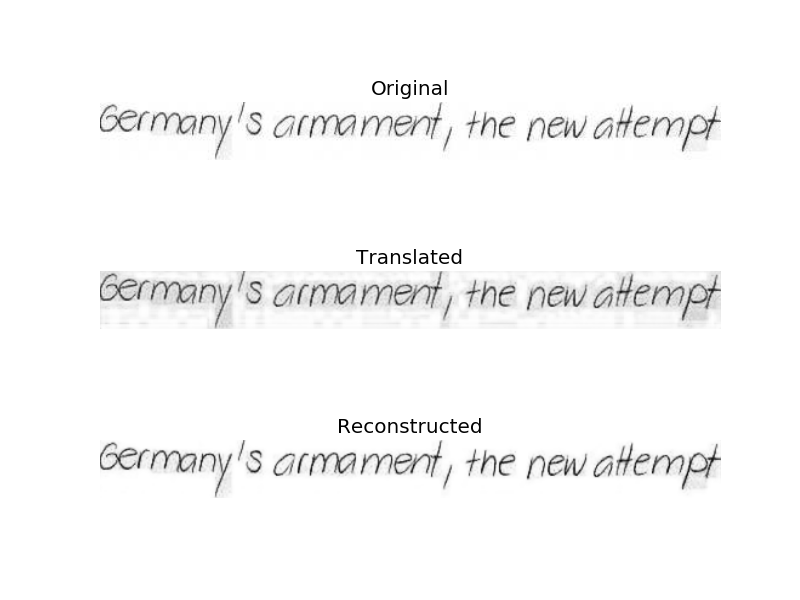 Original
Germany's armament, the new attempt
Translated
Germany's armament, the new attempt
Reconstructed
Germany's armament, the new attempt